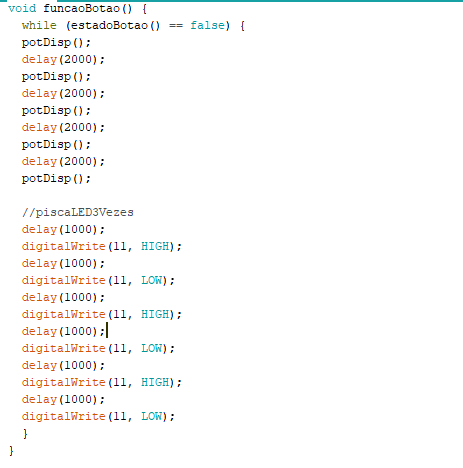 void funcaoBotao() {
  while (estadoBotao() == false) {
  potDisp();
  delay(2000);
  potDisp();
  delay(2000);
  potDisp();
  delay(2000);
  potDisp();
  delay(2000);
  potDisp();

  //piscaLED3Vezes
  delay(1000);
  digitalWrite(11, HIGH);
  delay(1000);
  digitalWrite(11, LOW);
  delay(1000);
  digitalWrite(11, HIGH);
  delay(1000);
  digitalWrite(11, LOW);
  delay(1000);
  digitalWrite(11, HIGH);
  delay(1000);
  digitalWrite(11, LOW);
  }
}